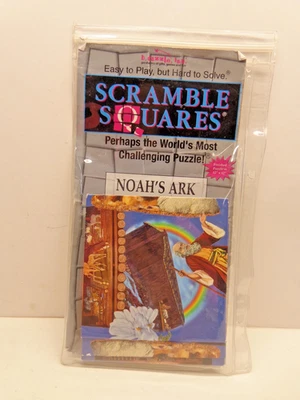 Easy to Play, but Hard to Solve.®
SCRAMBLE
SQUARES®
Perhaps the World's Most
Challenging Puzzle!
NOAH'S ARK